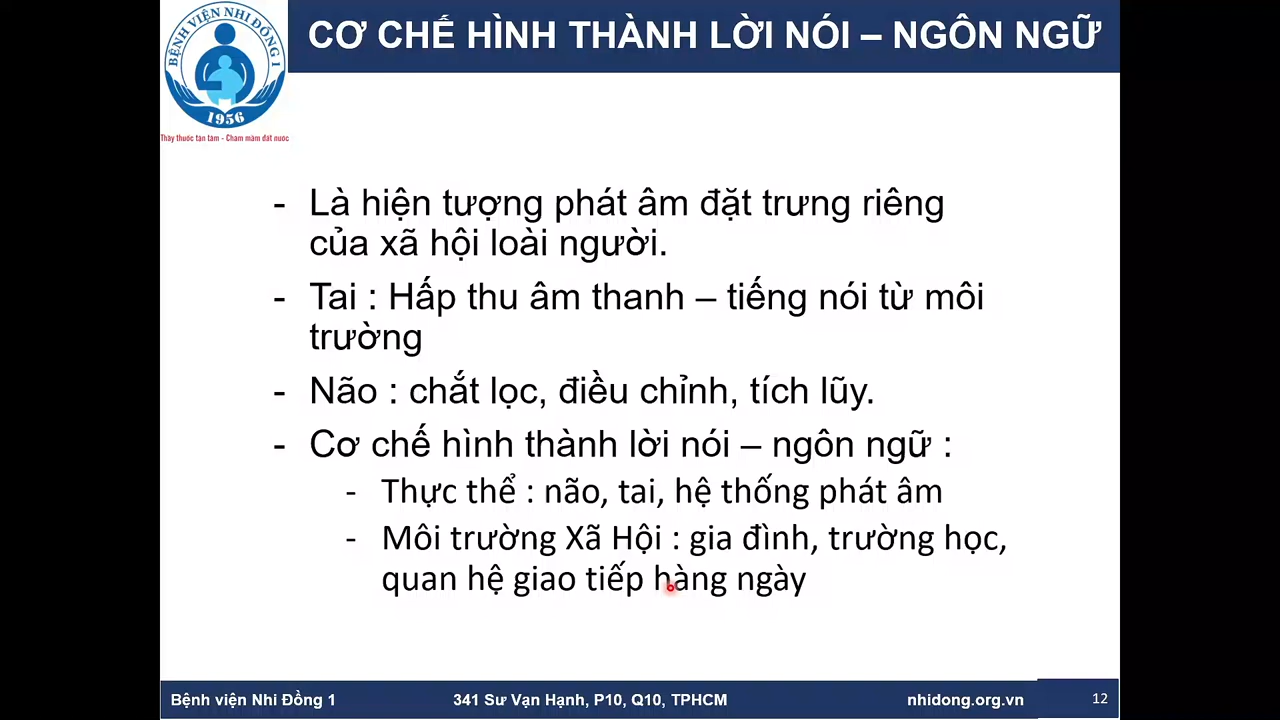 BỆNH VIỆN NHI ĐỒNG 1
1956
Thầy thuốc tận tâm - Chăm mầm đất nước
CƠ CHẾ HÌNH THÀNH LỜI NÓI – NGÔN NGỮ
- Là hiện tượng phát âm đặt trưng riêng
của xã hội loài người.
- Tai : Hấp thu âm thanh – tiếng nói từ môi
trường
- Não : chắt lọc, điều chỉnh, tích lũy.
- Cơ chế hình thành lời nói – ngôn ngữ :
- Thực thể : não, tai, hệ thống phát âm
- Môi trường Xã Hội : gia đình, trường học,
quan hệ giao tiếp hàng ngày
Bệnh viện Nhi Đồng 1 341 Sư Vạn Hạnh, P10, Q10, TPHCM nhidong.org.vn 12